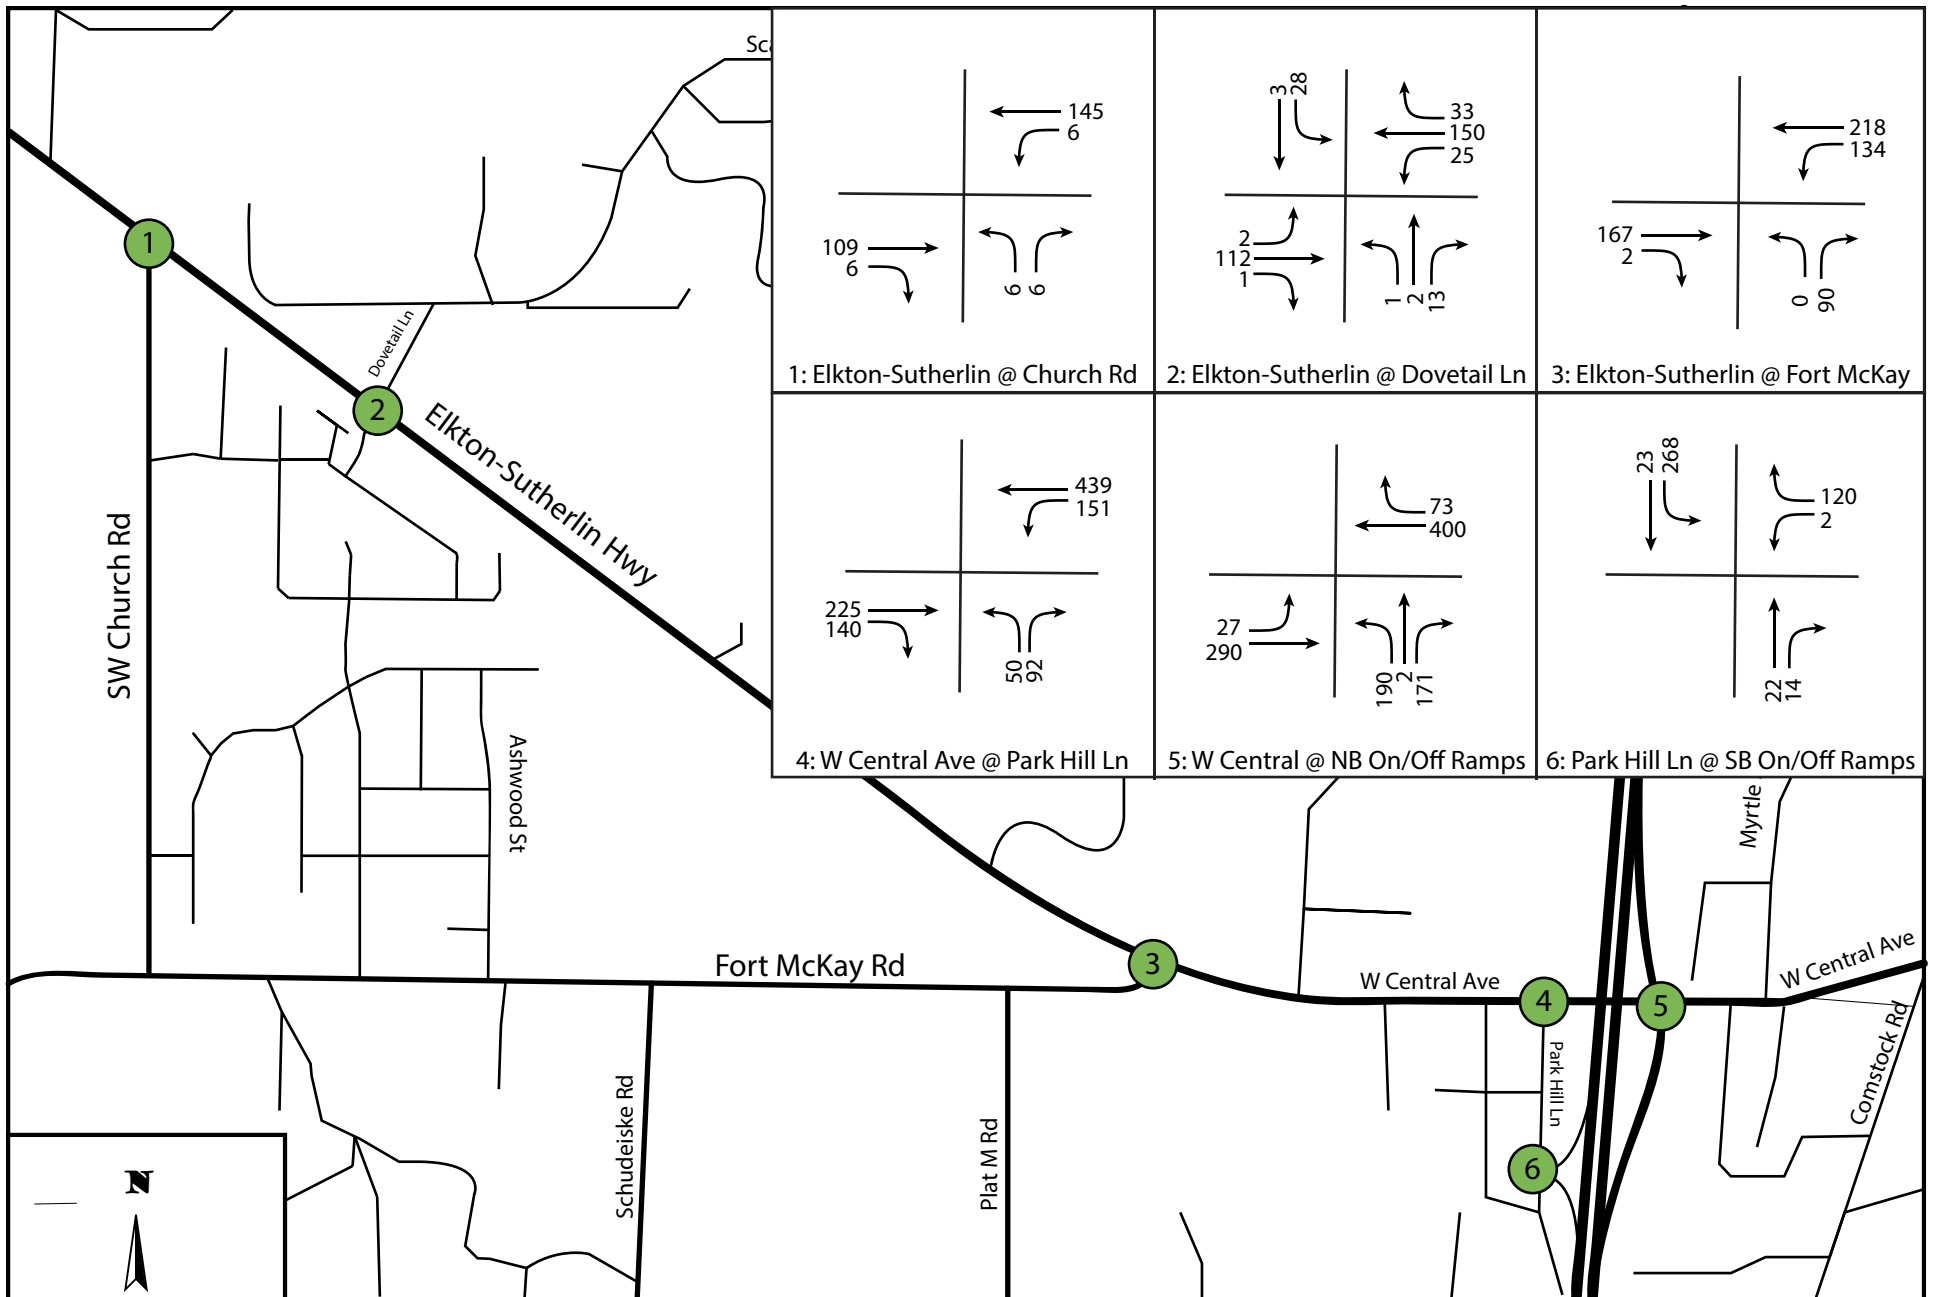 Sca
145
6
109
6
6
6
1: Elkton-Sutherlin @ Church Rd
3
28
33
150
25
2
112
1
1
2
13
2: Elkton-Sutherlin @ Dovetail Ln
218
134
167
2
0
90
3: Elkton-Sutherlin @ Fort McKay
439
151
225
140
50
92
4: W Central Ave @ Park Hill Ln
73
400
27
290
190
2
171
5: W Central @ NB On/Off Ramps
23
268
120
2
22
14
6: Park Hill Ln @ SB On/Off Ramps
1
Dovetail Ln
2
Elkton-Sutherlin Hwy
SW Church Rd
Ashwood St
Myrtle
Fort McKay Rd
3
W Central Ave
4
5
W Central Ave
Park Hill Ln
Comstock Rd
6
Schudeiske Rd
Plat M Rd
N